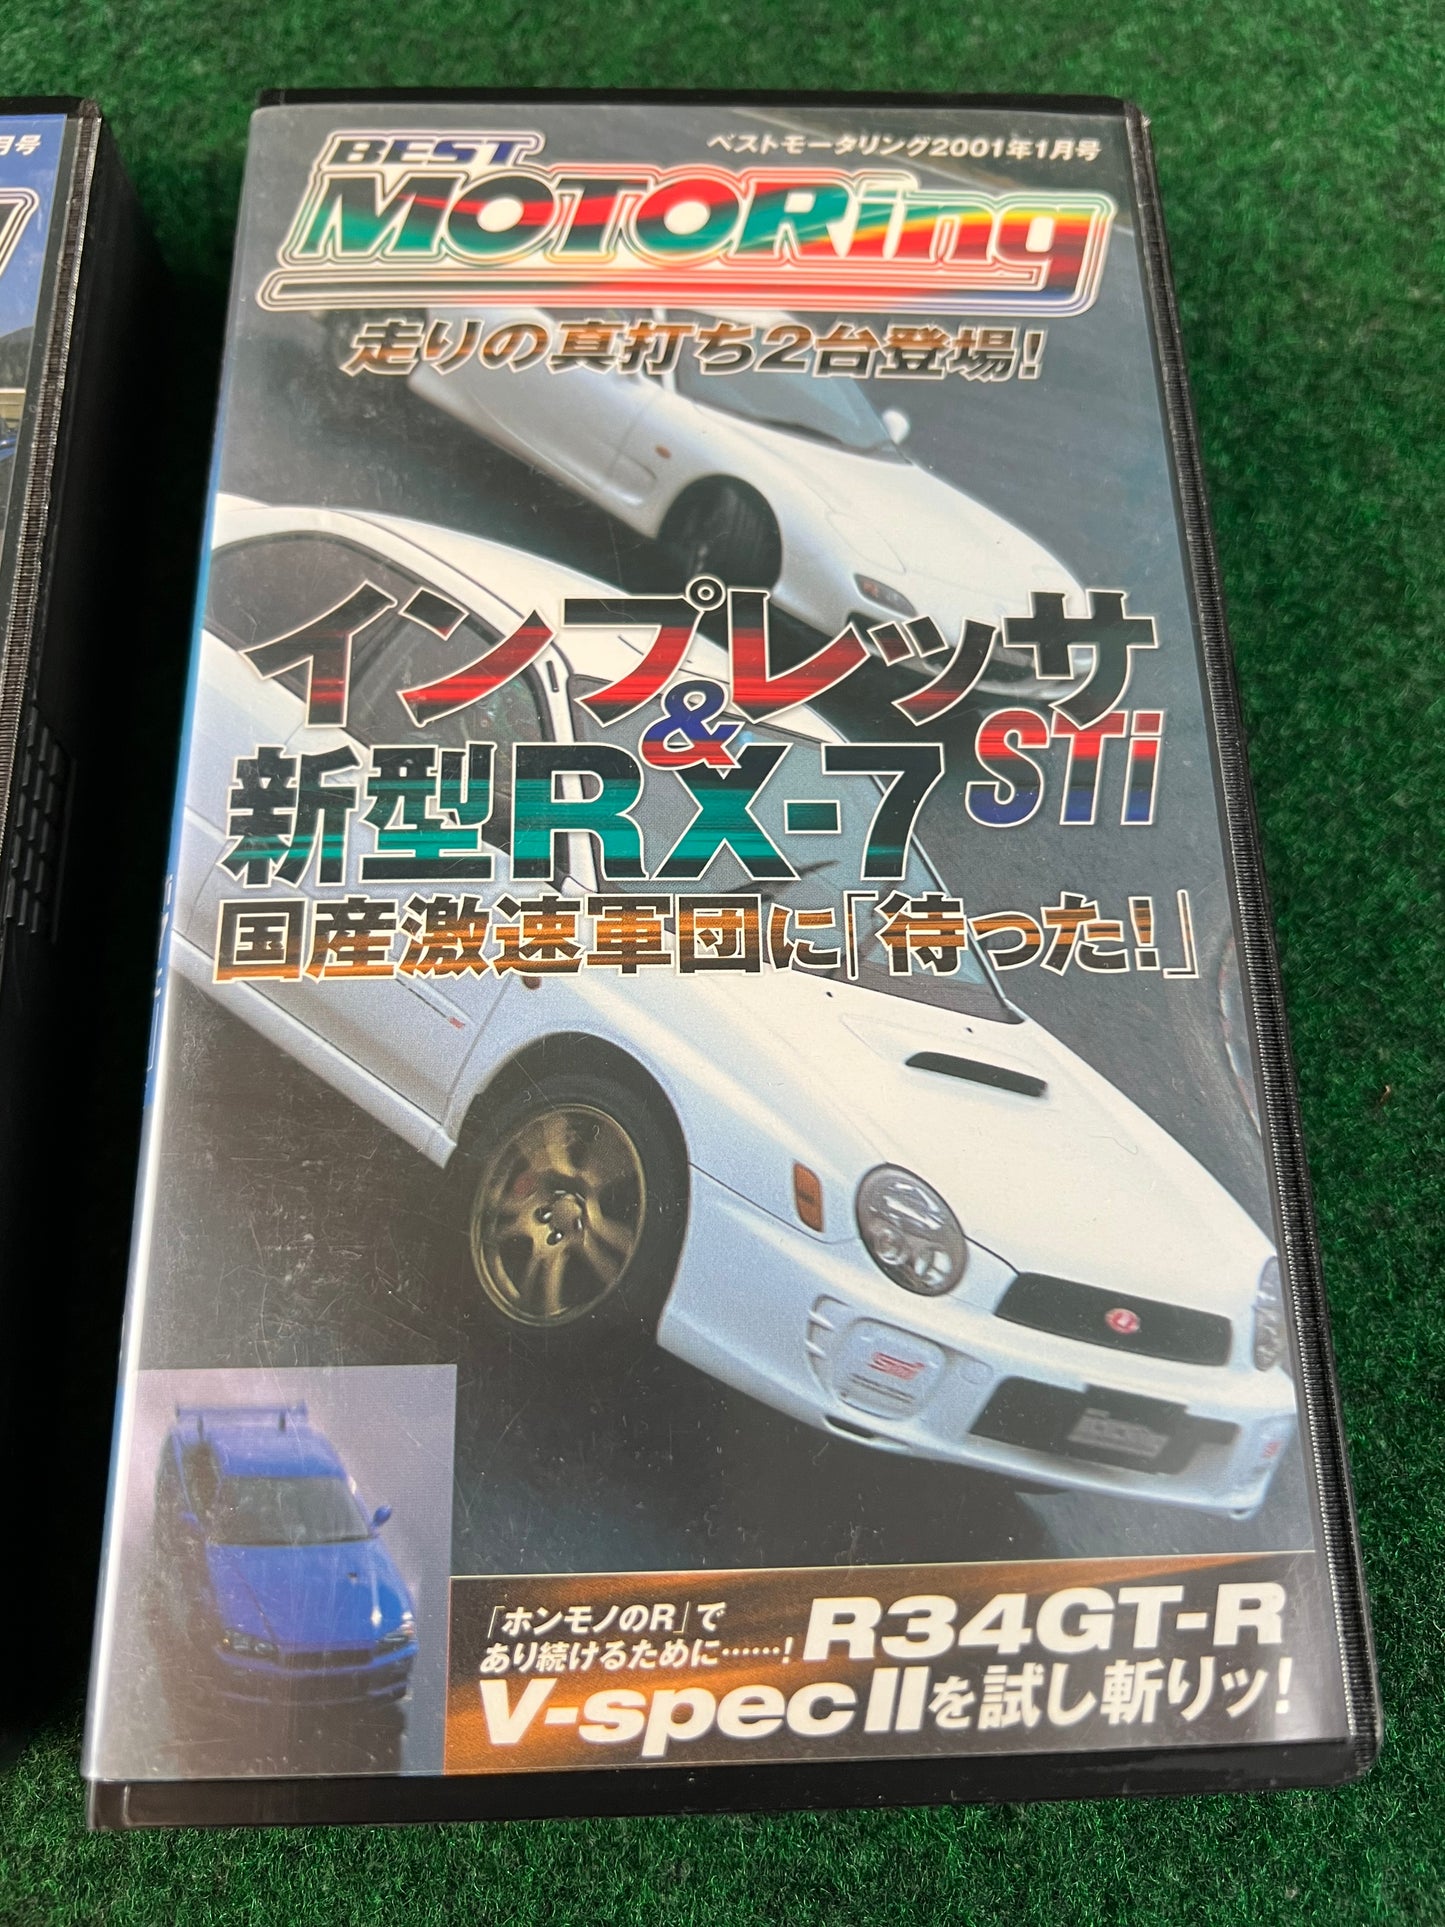 月号
ベストモータリング2001年1月号
BEST
MOTORing
走りの真打ち2台登場!
インプレッサ
& STi
新型RX-7
国産激速軍団に「待った!」
STi
「ホンモノのR」で
あり続けるために……!
R34GT-R
V-specⅡを試し斬りッ!